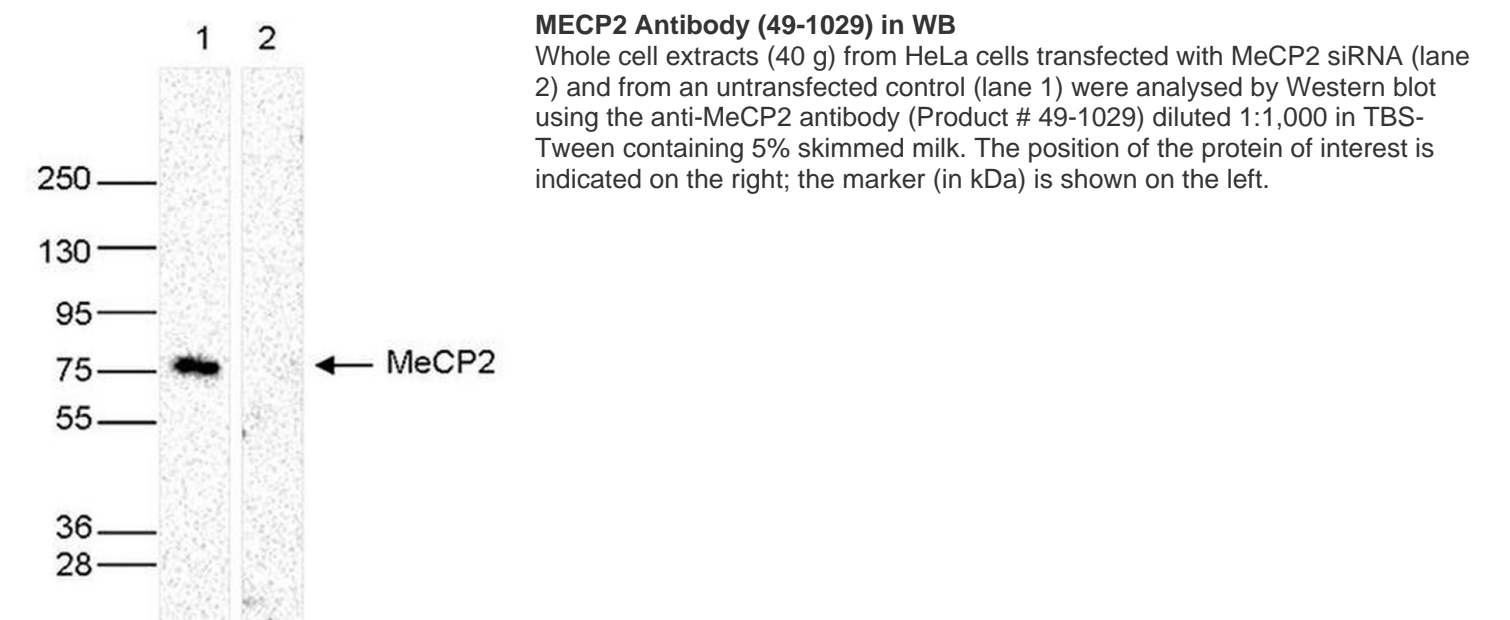 1 2
MECP2 Antibody (49-1029) in WB
Whole cell extracts (40 g) from HeLa cells transfected with MeCP2 siRNA (lane
2) and from an untransfected control (lane 1) were analysed by Western blot
using the anti-MeCP2 antibody (Product # 49-1029) diluted 1:1,000 in TBS-
Tween containing 5% skimmed milk. The position of the protein of interest is
indicated on the right; the marker (in kDa) is shown on the left.
250
130
95
75
MeCP2
55
36
28